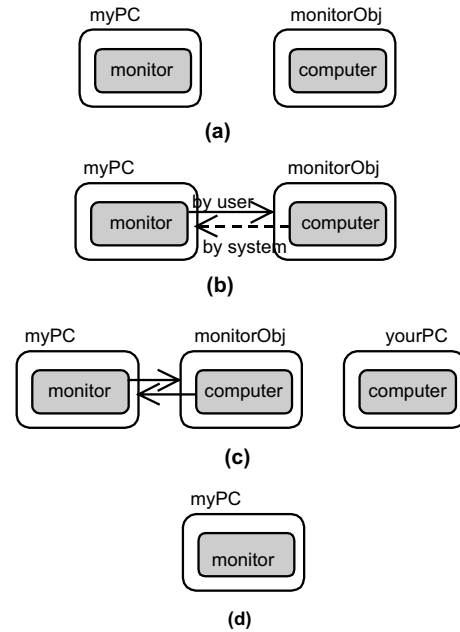 myPC monitorObj
monitor computer
(a)
myPC monitorObj
by user
monitor computer
by system
(b)
myPC monitorObj yourPC
monitor computer computer
(c)
myPC
monitor
(d)